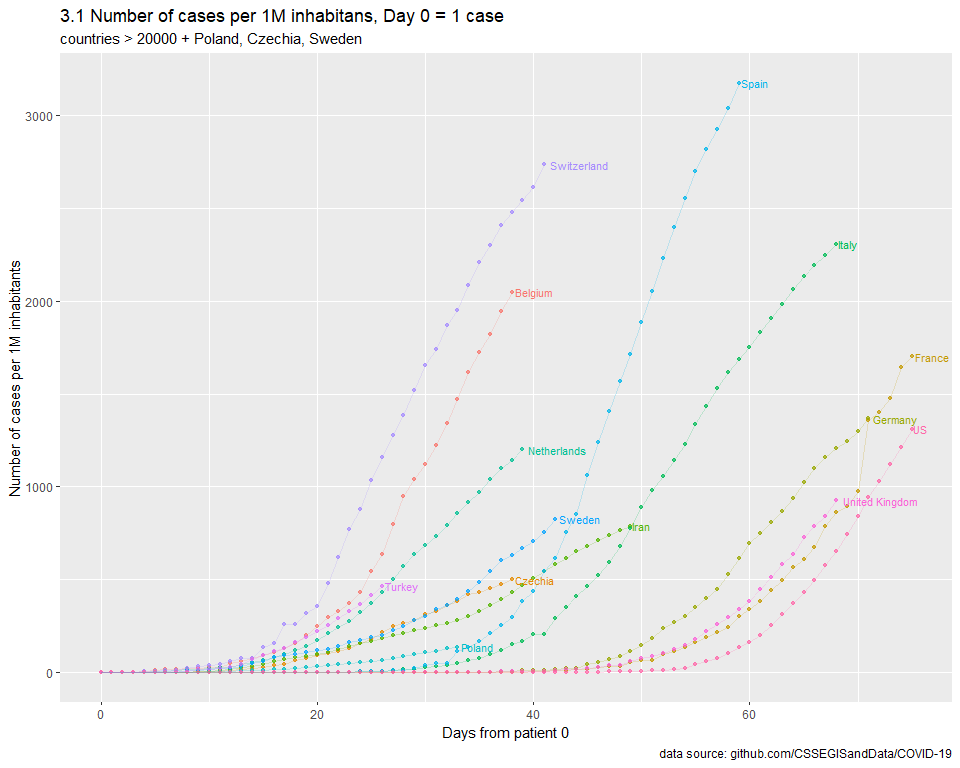 3.1 Number of cases per 1M inhabitans, Day 0 = 1 case
countries > 20000 + Poland, Czechia, Sweden
Number of cases per 1M inhabitants
3000
2000
1000
0
Spain
Switzerland
Italy
Belgium
France
Germany
US
Netherlands
United Kingdom
Sweden
Iran
Czechia
Turkey
Poland
0 20 40 60
Days from patient 0
data source: github.com/CSSEGISandData/COVID-19